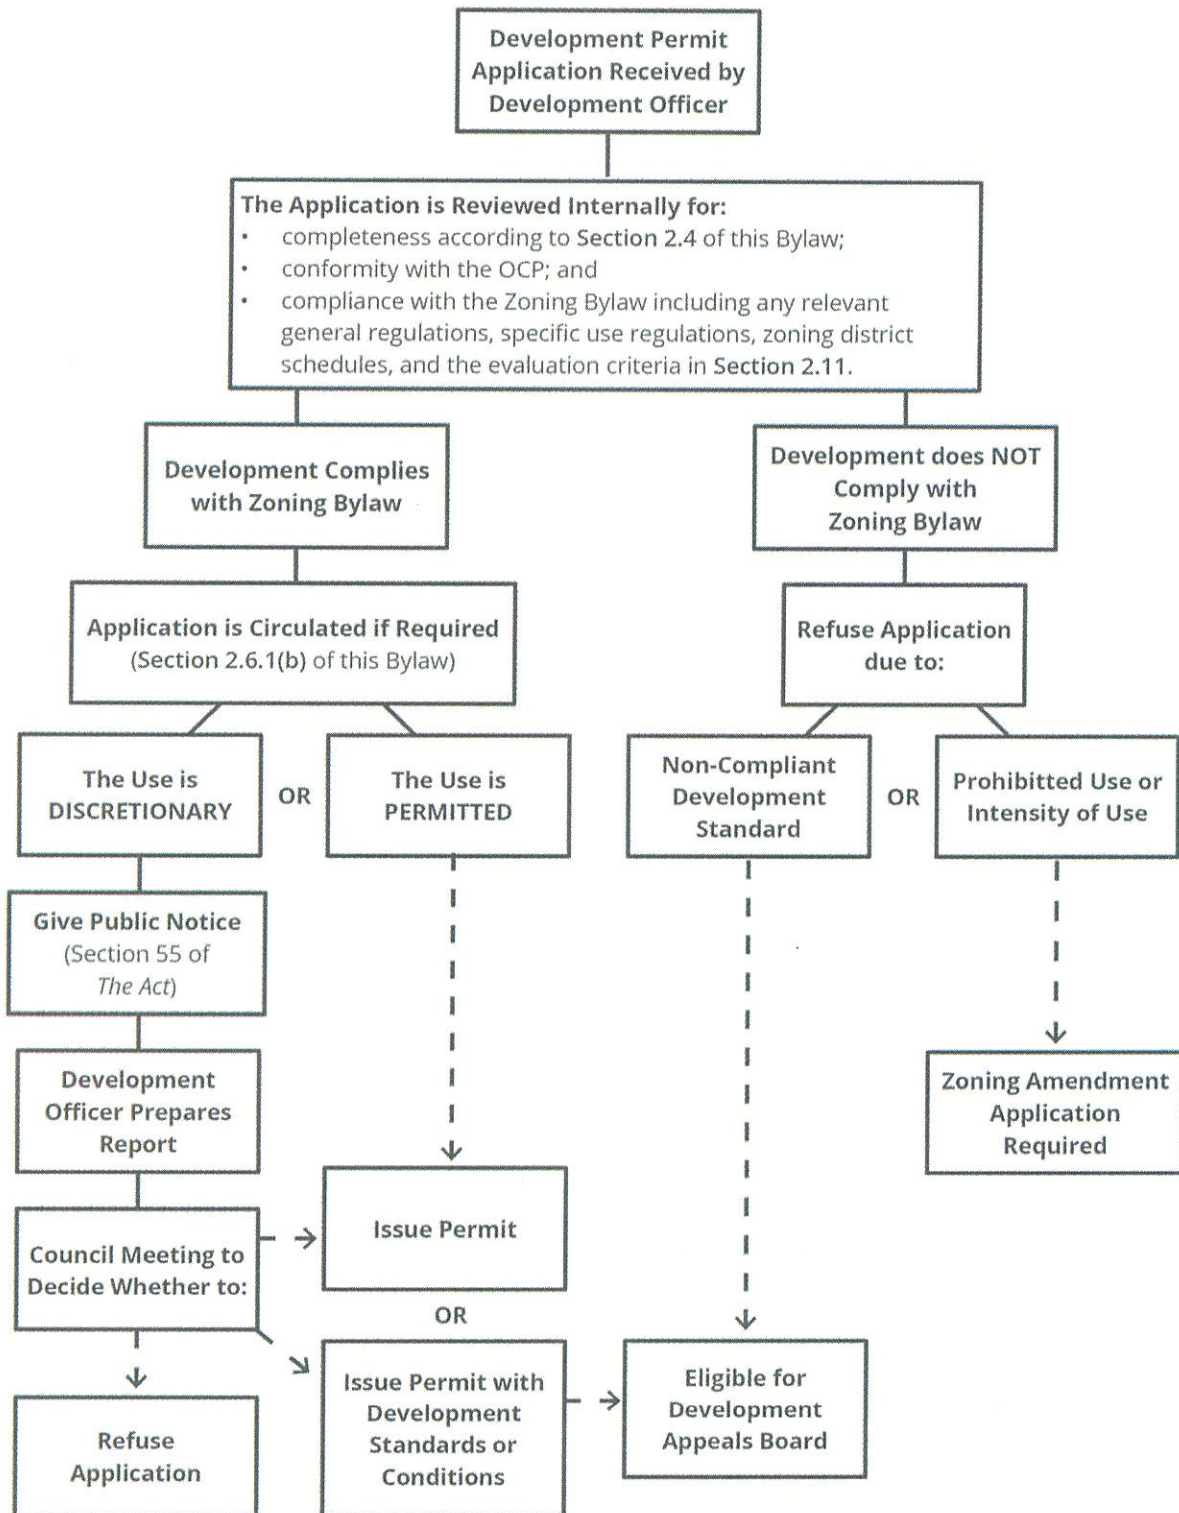 Development Permit
Application Received by
Development Officer
The Application is Reviewed Internally for:
• completeness according to Section 2.4 of this Bylaw;
• conformity with the OCP; and
• compliance with the Zoning Bylaw including any relevant
general regulations, specific use regulations, zoning district
schedules, and the evaluation criteria in Section 2.11.
Development Complies
with Zoning Bylaw
Development does NOT
Comply with
Zoning Bylaw
Application is Circulated if Required
(Section 2.6.1(b) of this Bylaw)
Refuse Application
due to:
The Use is
DISCRETIONARY
OR
The Use is
PERMITTED
Non-Compliant
Development
Standard
OR
Prohibitted Use or
Intensity of Use
Give Public Notice
(Section 55 of
The Act)
Development
Officer Prepares
Report
Zoning Amendment
Application
Required
Council Meeting to
Decide Whether to:
Issue Permit
OR
Refuse
Application
Issue Permit with
Development
Standards or
Conditions
Eligible for
Development
Appeals Board